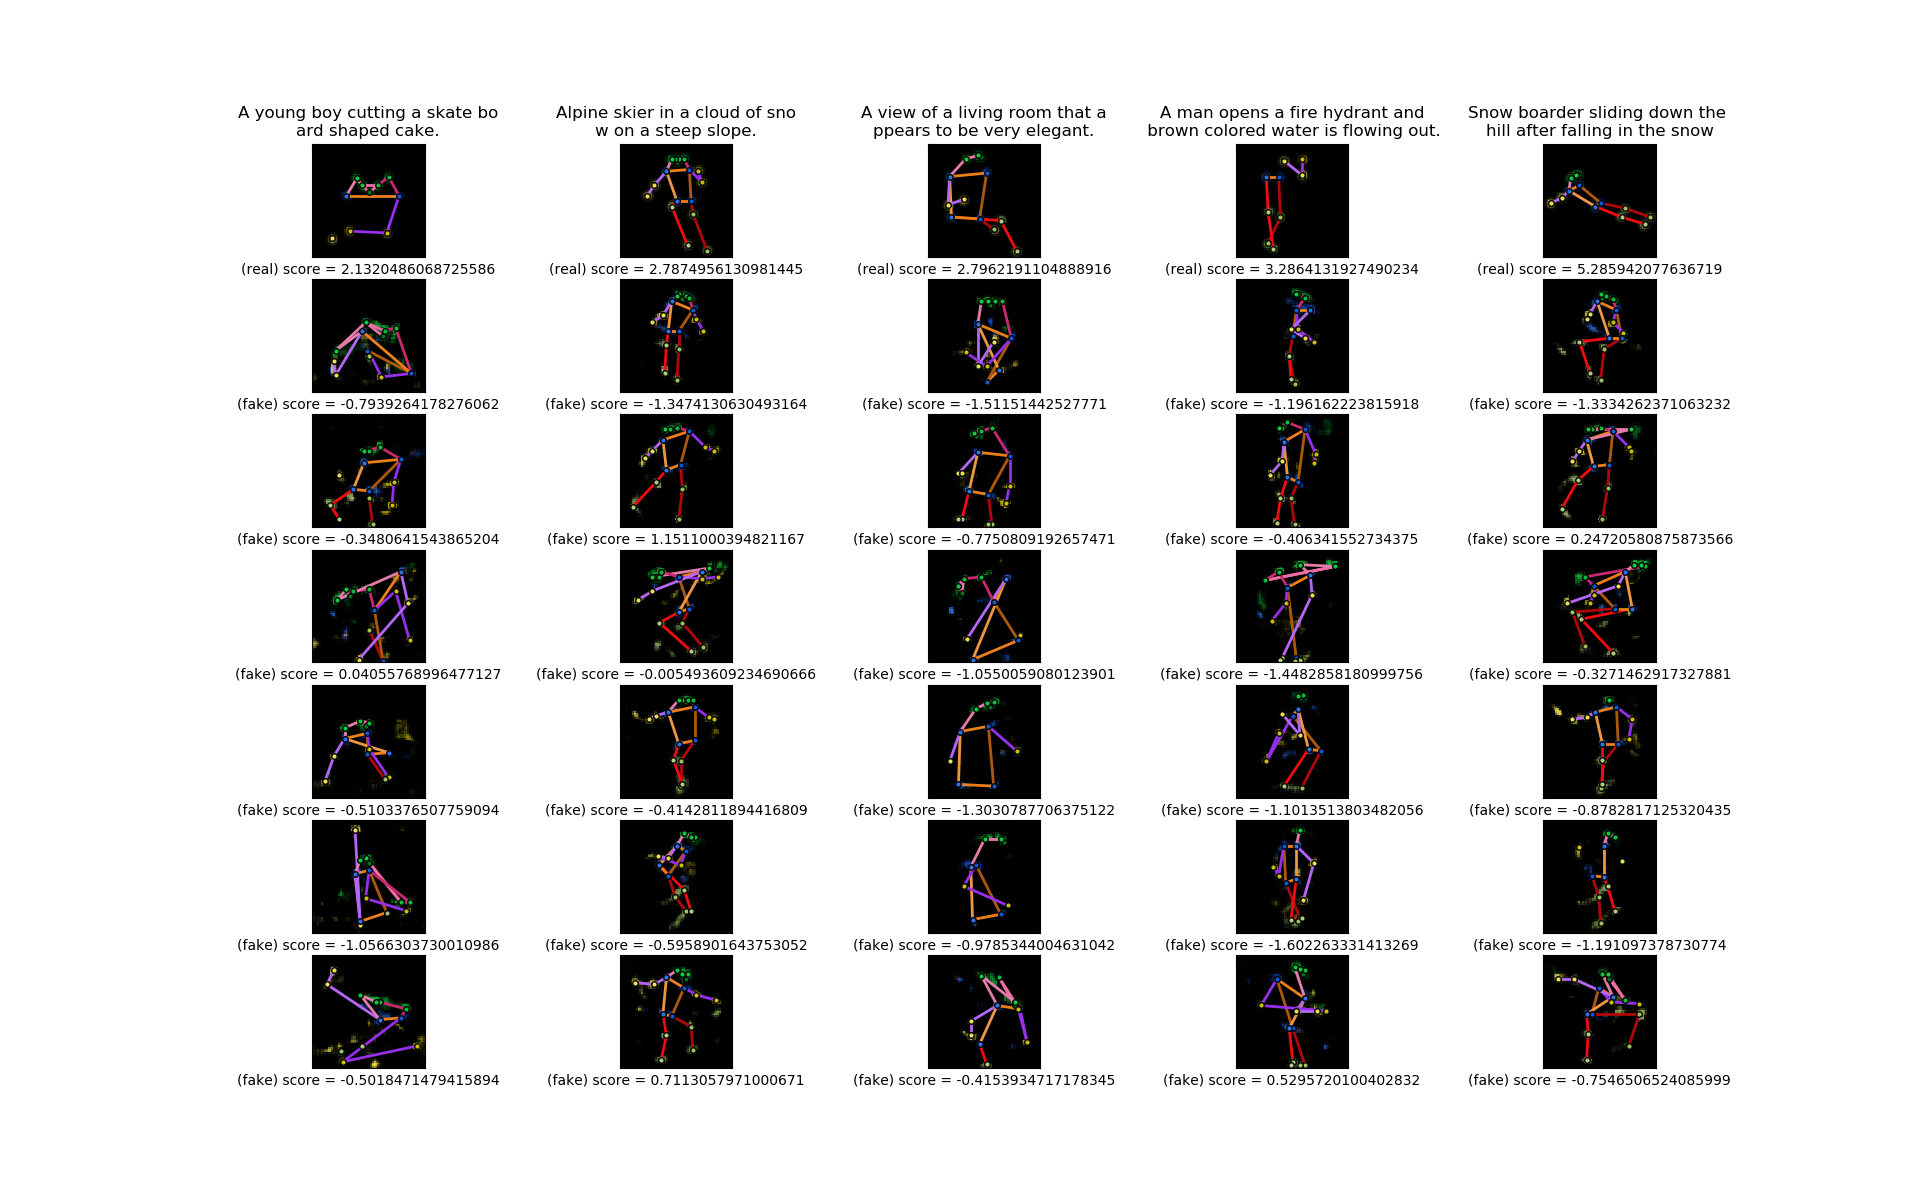 A young boy cutting a skate bo
ard shaped cake.
Alpine skier in a cloud of sno
w on a steep slope.
A view of a living room that a
ppears to be very elegant.
A man opens a fire hydrant and
brown colored water is flowing out.
Snow boarder sliding down the
hill after falling in the snow
(real) score = 2.1320486068725586
(real) score = 2.7874956130981445
(real) score = 2.7962191104888916
(real) score = 3.2864131927490234
(real) score = 5.285942077636719
(fake) score = -0.7939264178276062
(fake) score = -1.3474130630493164
(fake) score = -1.51151442527771
(fake) score = -1.196162223815918
(fake) score = -1.3334262371063232
(fake) score = -0.3480641543865204
(fake) score = 1.1511000394821167
(fake) score = -0.7750809192657471
(fake) score = -0.406341552734375
(fake) score = 0.24720580875873566
(fake) score = 0.04055768996477127
(fake) score = -0.005493609234690666
(fake) score = -1.0550059080123901
(fake) score = -1.4482858180999756
(fake) score = -0.3271462917327881
(fake) score = -0.5103376507759094
(fake) score = -0.4142811894416809
(fake) score = -1.3030787706375122
(fake) score = -1.1013513803482056
(fake) score = -0.8782817125320435
(fake) score = -1.0566303730010986
(fake) score = -0.5958901643753052
(fake) score = -0.9785344004631042
(fake) score = -1.602263331413269
(fake) score = -1.191097378730774
(fake) score = -0.5018471479415894
(fake) score = 0.7113057971000671
(fake) score = -0.4153934717178345
(fake) score = 0.5295720100402832
(fake) score = -0.7546506524085999